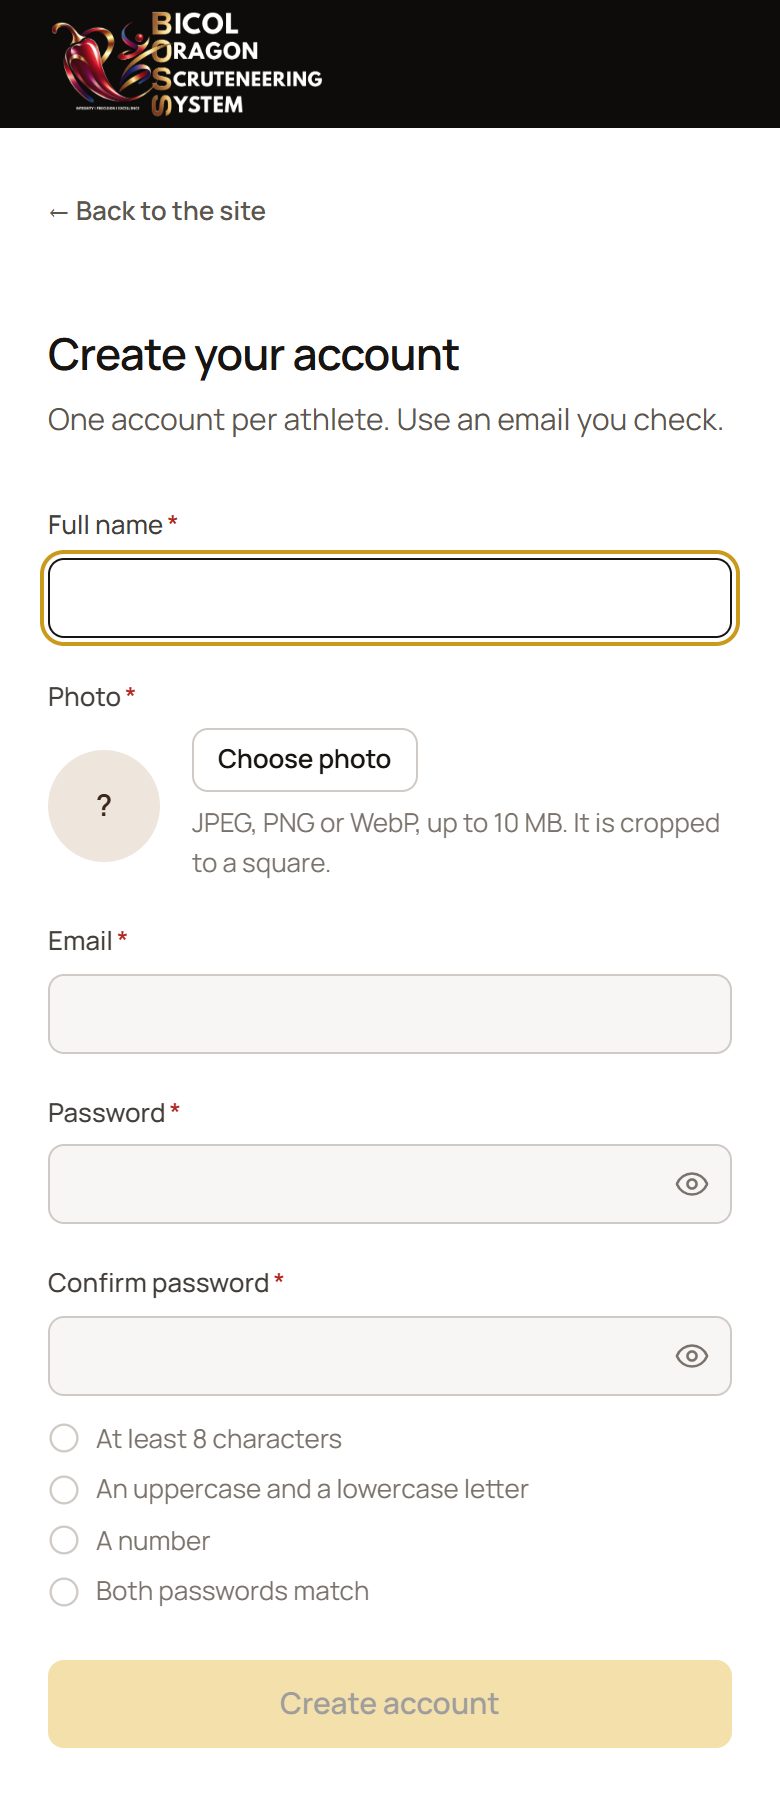 BICOL
DRAGON
SCRUTENEERING
SYSTEM
INTEGRITY | PRECISION | EXCELLENCE
← Back to the site
Create your account
One account per athlete. Use an email you check.
Full name *
Photo *
?
Choose photo
JPEG, PNG or WebP, up to 10 MB. It is cropped
to a square.
Email *
Password *
Confirm password *
At least 8 characters
An uppercase and a lowercase letter
A number
Both passwords match
Create account